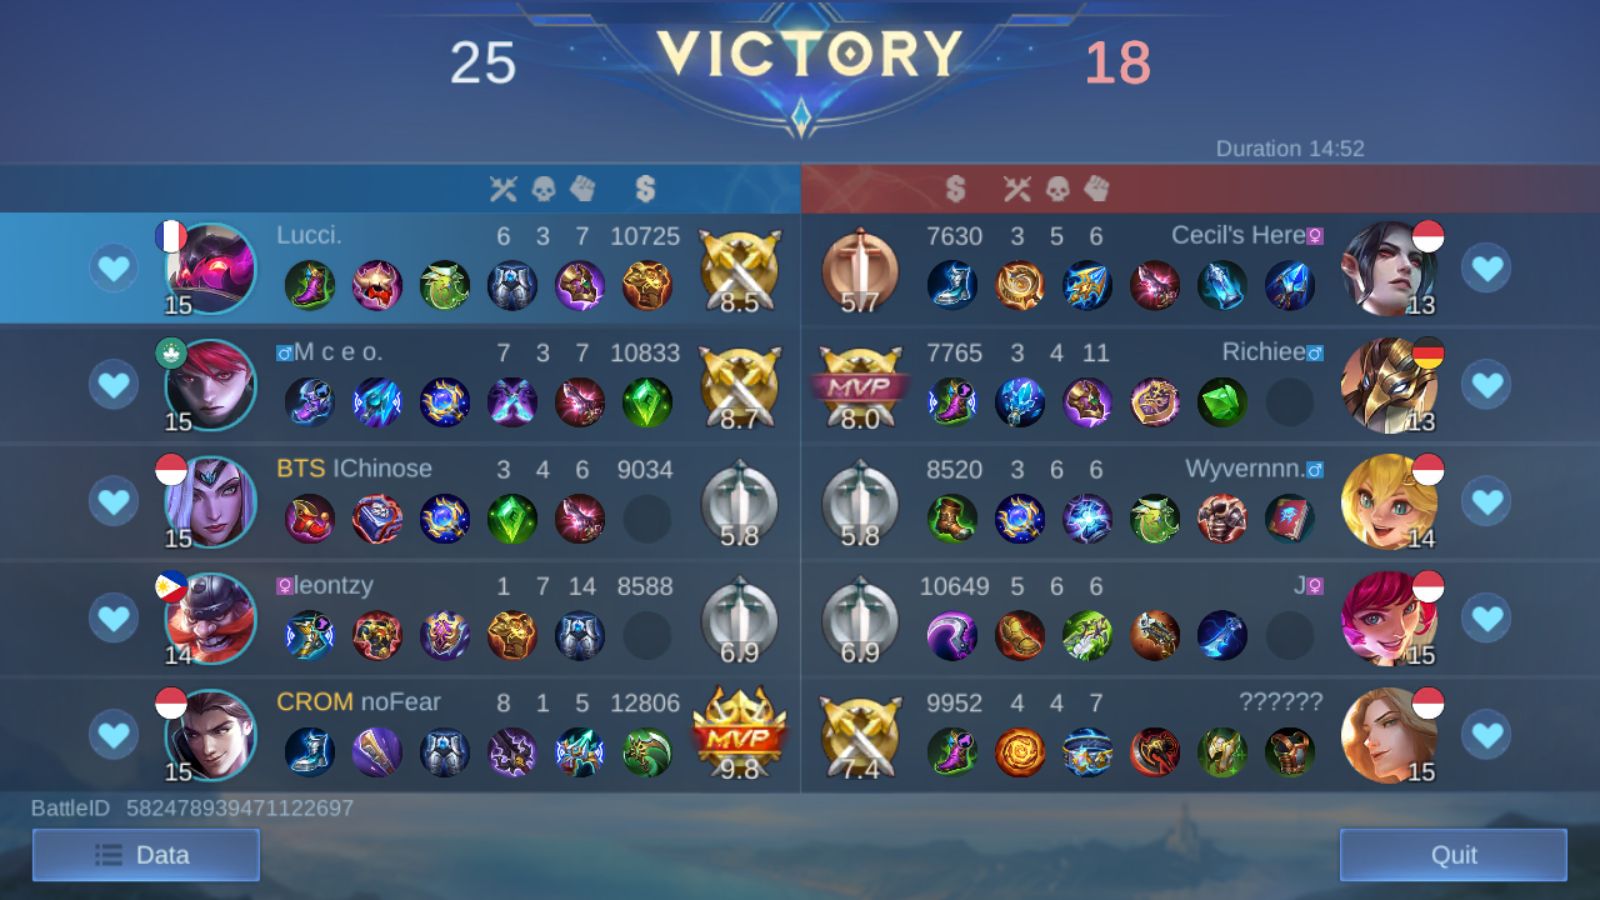 25 VICTORY 18
Duration 14:52
Lucci. 6 3 7 10725
15 8.5
7630 3 5 6 Cecil's Here
5.7 13
M c e o. 7 3 7 10833
15 8.7
7765 3 4 11 Richiee
MVP
8.0 13
BTS IChinose 3 4 6 9034
15 5.8
8520 3 6 6 Wyvernnn.
5.8 14
leontzy 1 7 14 8588
14 6.9
10649 5 6 6 J
6.9 15
CROM noFear 8 1 5 12806
MVP
15 9.8
9952 4 4 7 ??????
7.4 15
BattleID 582478939471122697
Data
Quit